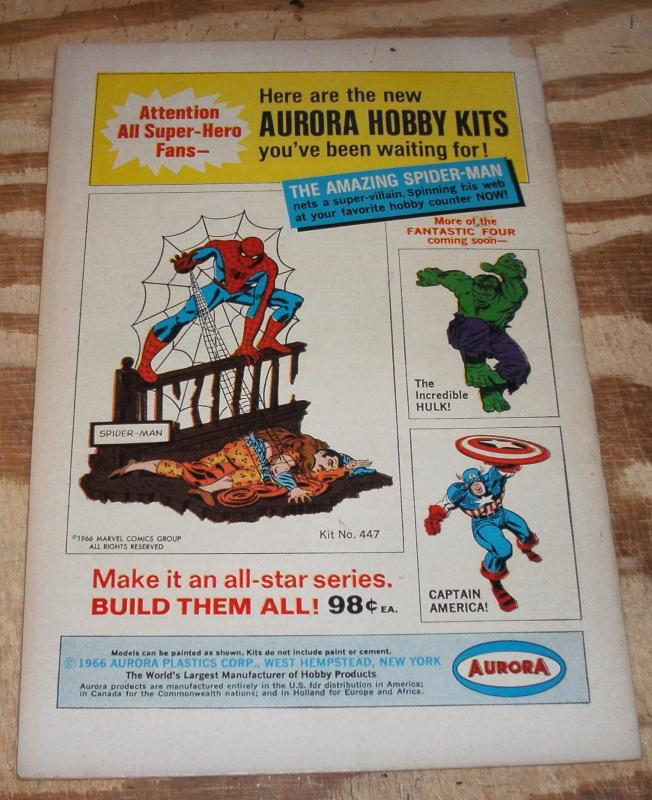 Attention
All Super-Hero
Fans—
Here are the new
AURORA HOBBY KITS
you've been waiting for!
THE AMAZING SPIDER-MAN
nets a super-villain. Spinning his web
at your favorite hobby counter NOW!
More of the
FANTASTIC FOUR
coming soon—
SPIDER-MAN
©1966 MARVEL COMICS GROUP
ALL RIGHTS RESERVED
Kit No. 447
The
Incredible
HULK!
CAPTAIN
AMERICA!
Make it an all-star series.
BUILD THEM ALL! 98¢ EA.
Models can be painted as shown. Kits do not include paint or cement.
© 1966 AURORA PLASTICS CORP., WEST HEMPSTEAD, NEW YORK
The World's Largest Manufacturer of Hobby Products
Aurora products are manufactured entirely in the U.S. for distribution in America;
in Canada for the Commonwealth nations; and in Holland for Europe and Africa.
AURORA